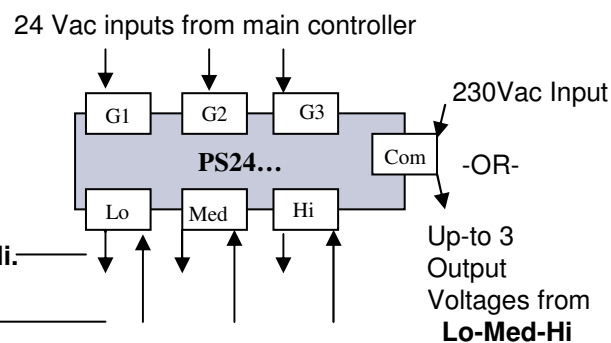 24 Vac inputs from main controller
G1 G2 G3
230Vac Input
PS24…
Com
-OR-
Lo Med Hi
Up-to 3
li.
Output
Voltages from
Lo-Med-Hi